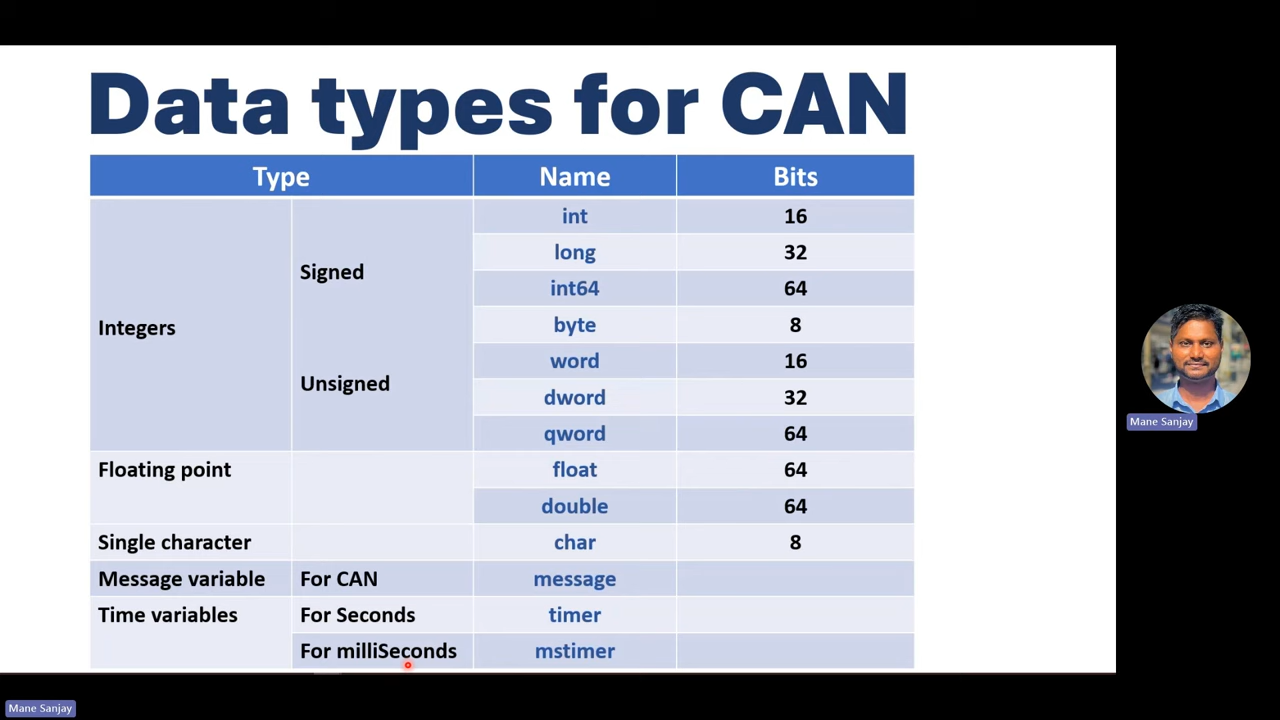 Data types for CAN
Type Name Bits
Integers Signed int 16
long 32
int64 64
Unsigned byte 8
word 16
dword 32
qword 64
Floating point float 64
double 64
Single character char 8
Message variable For CAN message
Time variables For Seconds timer
For milliSeconds mstimer
Mane Sanjay
Mane Sanjay